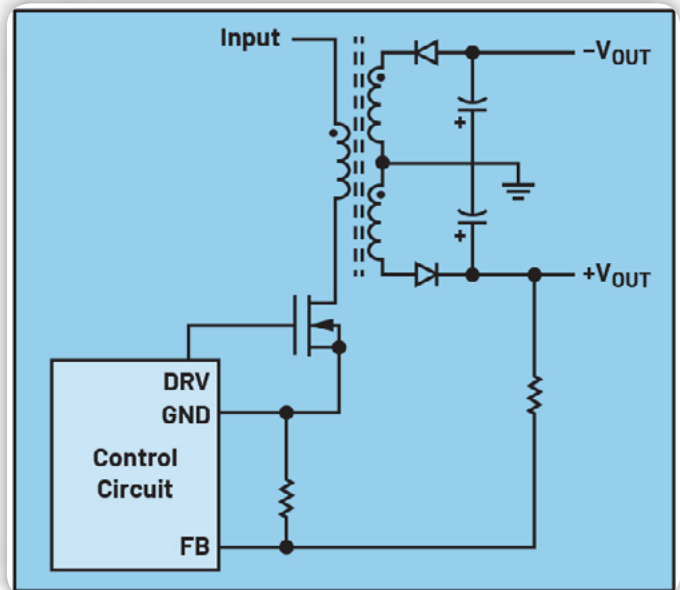 Input
−VOUT
+
+
+VOUT
DRV
GND
Control
Circuit
FB